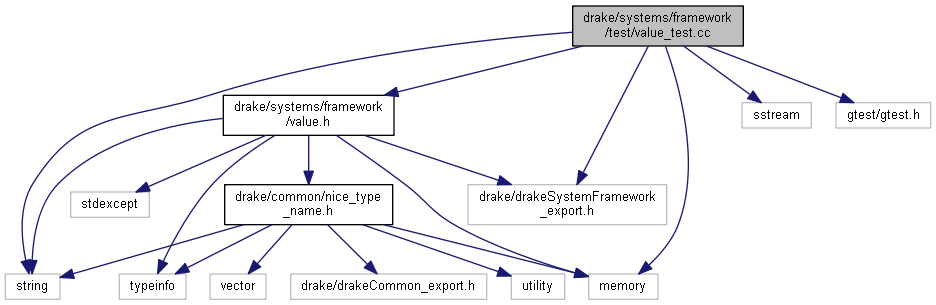 drake/systems/framework
/test/value_test.cc
drake/systems/framework
/value.h
sstream
gtest/gtest.h
stdexcept
drake/common/nice_type
_name.h
drake/drakeSystemFramework
_export.h
string
typeinfo
vector
drake/drakeCommon_export.h
utility
memory